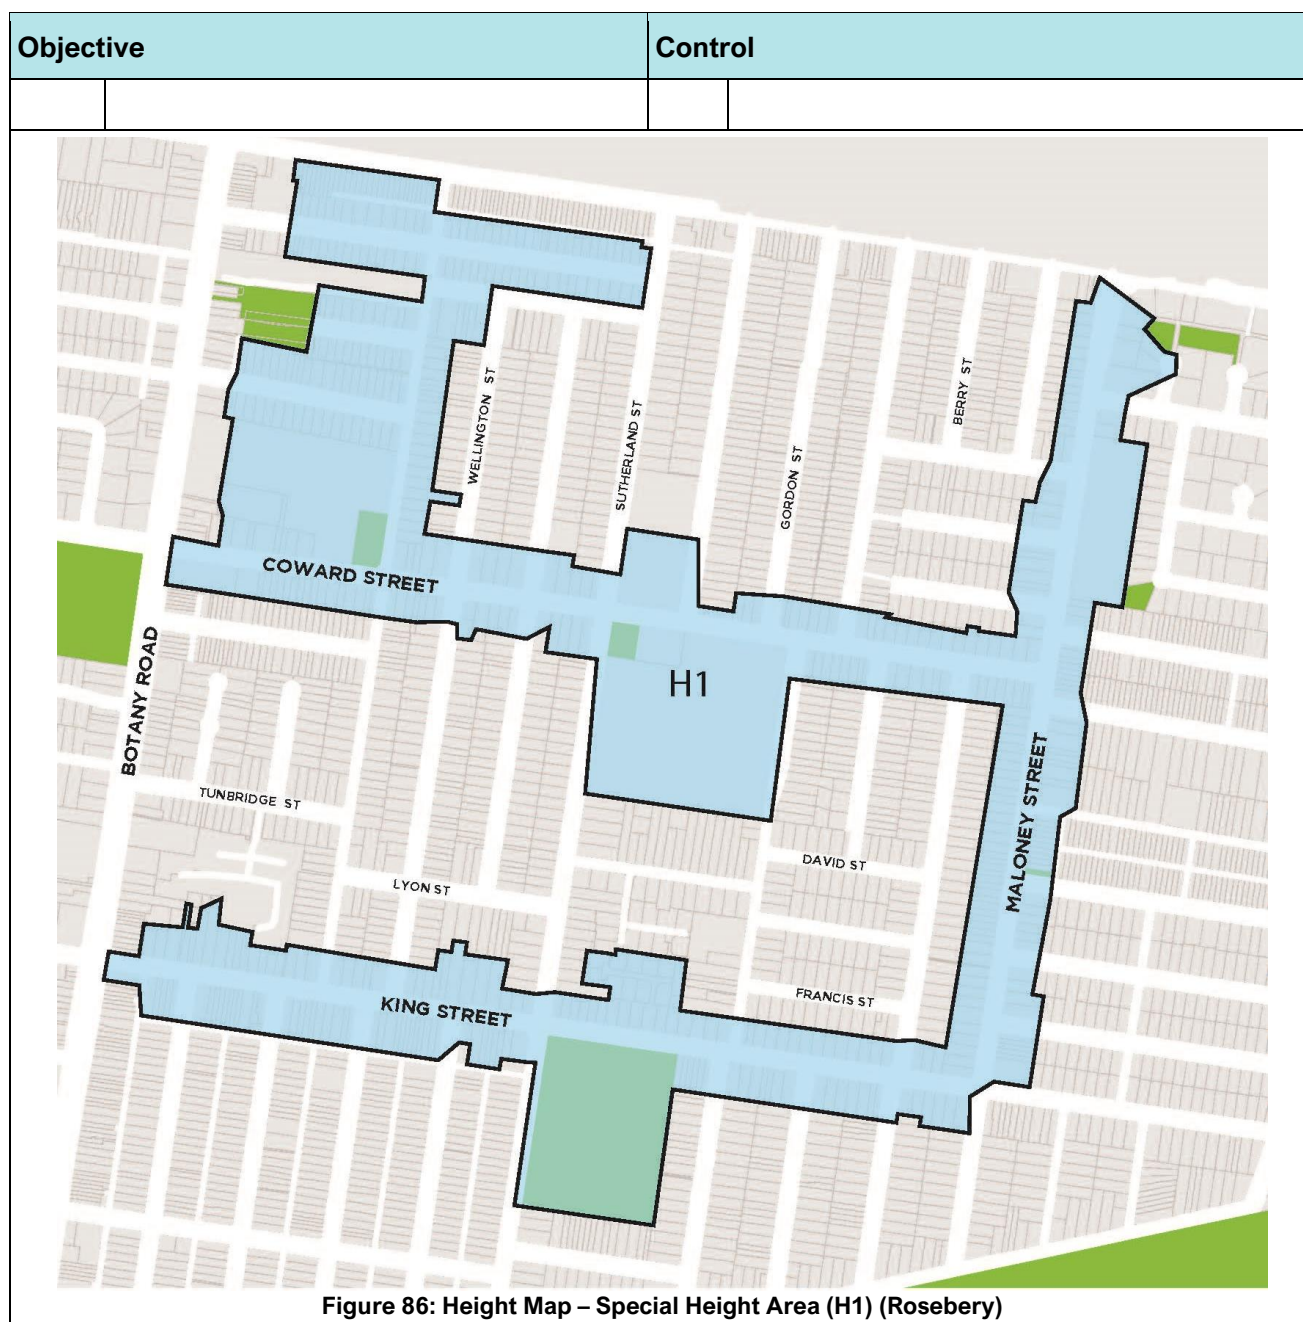 Objective
Control
WELLINGTON ST
SUTHERLAND ST
GORDON ST
BERRY ST
COWARD STREET
H1
BOTANY ROAD
TUNBRIDGE ST
MALONEY STREET
DAVID ST
LYON ST
FRANCIS ST
KING STREET
Figure 86: Height Map – Special Height Area (H1) (Rosebery)